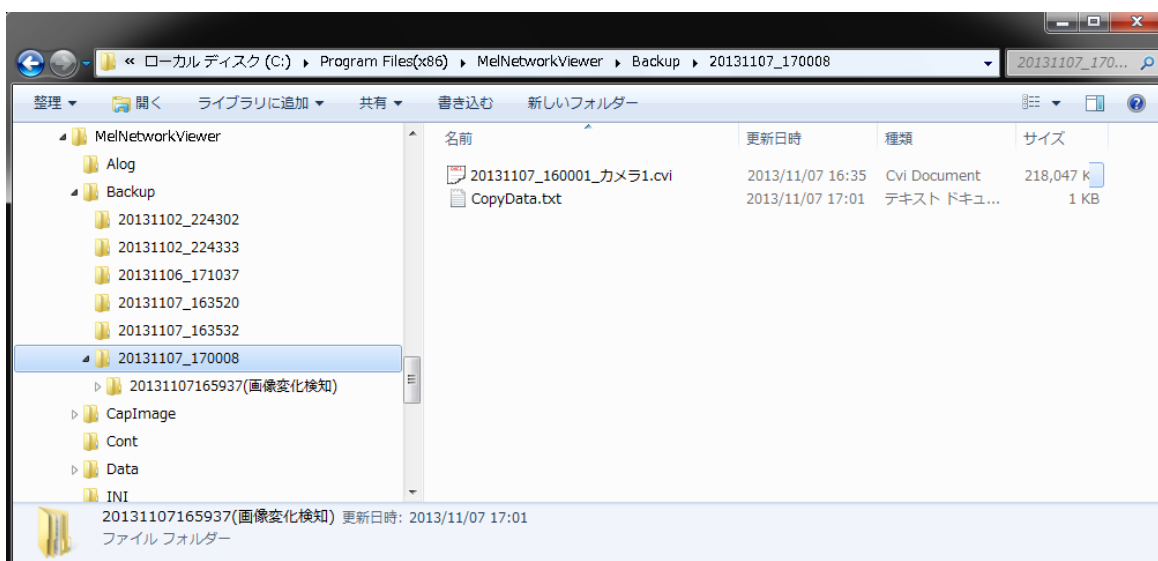 « ローカル ディスク (C:) ▸ Program Files(x86) ▸ MelNetworkViewer ▸ Backup ▸ 20131107_170008
20131107_170...
整理 ▼ 開く ライブラリに追加 ▼ 共有 ▼ 書き込む 新しいフォルダー
MelNetworkViewer
Alog
Backup
20131102_224302
20131102_224333
20131106_171037
20131107_163520
20131107_163532
20131107_170008
20131107165937(画像変化検知)
CapImage
Cont
Data
INI
名前 更新日時 種類 サイズ
20131107_160001_カメラ1.cvi 2013/11/07 16:35 Cvi Document 218,047 K
CopyData.txt 2013/11/07 17:01 テキスト ドキュ... 1 KB
20131107165937(画像変化検知) 更新日時: 2013/11/07 17:01
ファイル フォルダー